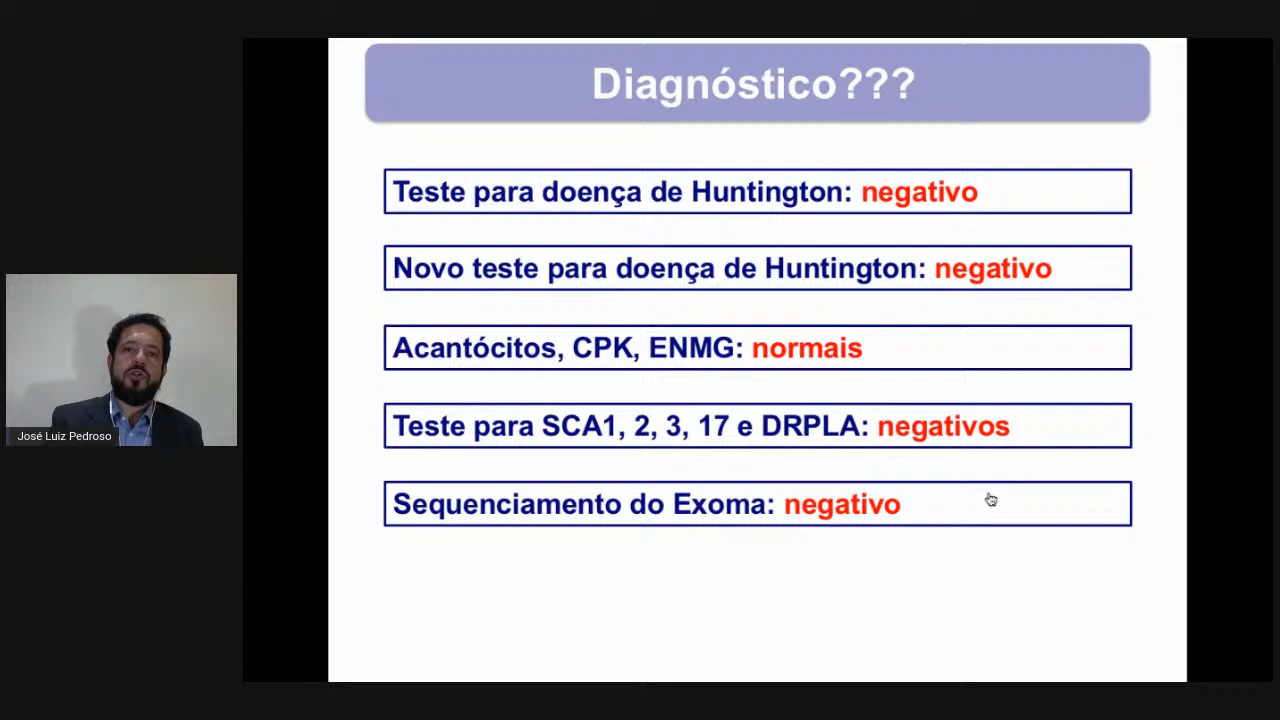 Diagnóstico???
Teste para doença de Huntington: negativo
Novo teste para doença de Huntington: negativo
Acantócitos, CPK, ENMG: normais
Teste para SCA1, 2, 3, 17 e DRPLA: negativos
Sequenciamento do Exoma: negativo
José Luiz Pedroso